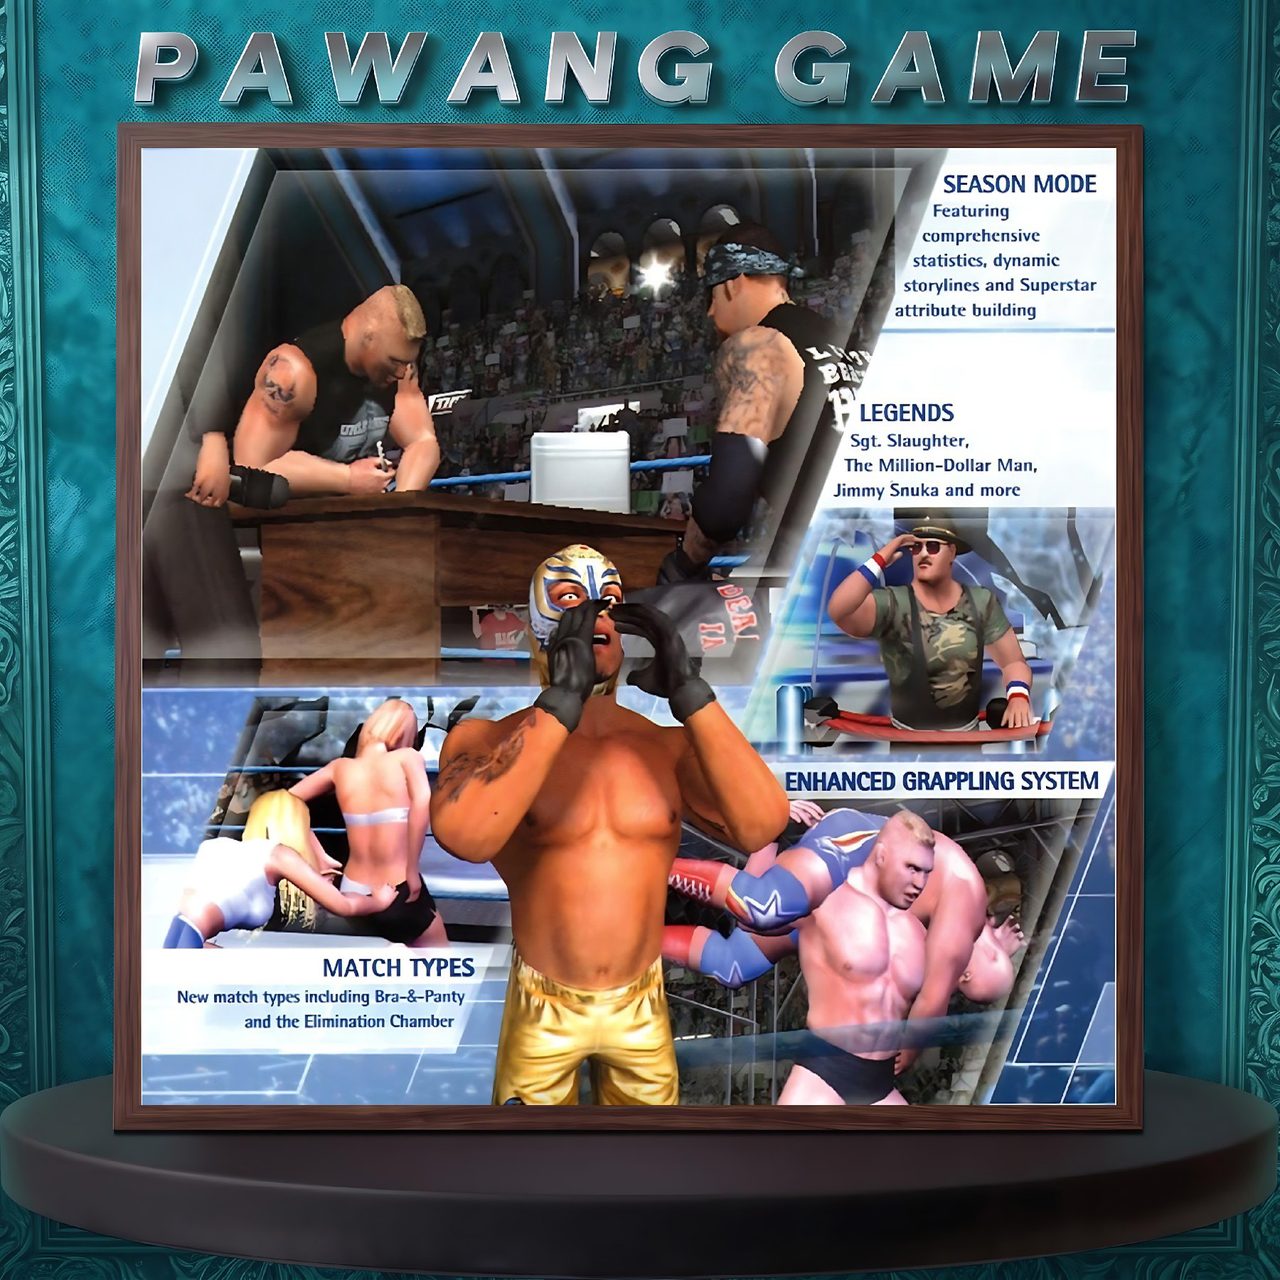 PAWANG GAME
SEASON MODE
Featuring
comprehensive
statistics, dynamic
storylines and Superstar
attribute building
LEGENDS
Sgt. Slaughter,
The Million-Dollar Man,
Jimmy Snuka and more
ENHANCED GRAPPLING SYSTEM
MATCH TYPES
New match types including Bra-&-Panty
and the Elimination Chamber